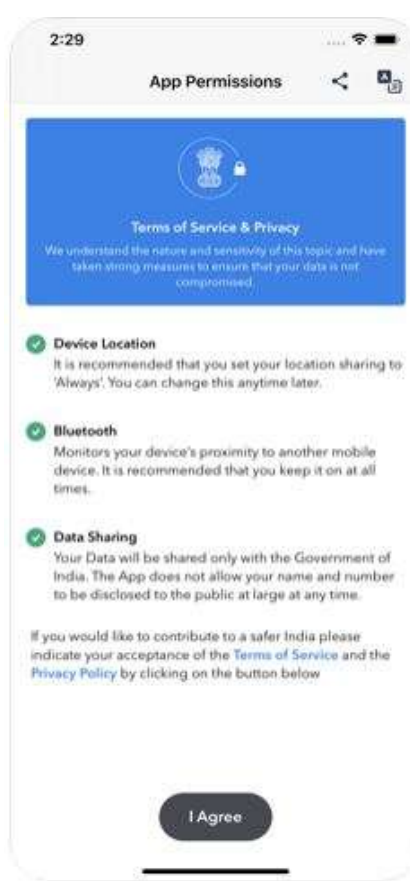 2:29
App Permissions
Terms of Service & Privacy
We understand the nature and sensitivity of this topic and have
taken strong measures to ensure that your data is not
compromised.
Device Location
It is recommended that you set your location sharing to
'Always'. You can change this anytime later.
Bluetooth
Monitors your device's proximity to another mobile
device. It is recommended that you keep it on at all
times.
Data Sharing
Your Data will be shared only with the Government of
India. The App does not allow your name and number
to be disclosed to the public at large at any time.
If you would like to contribute to a safer India please
indicate your acceptance of the Terms of Service and the
Privacy Policy by clicking on the button below
I Agree